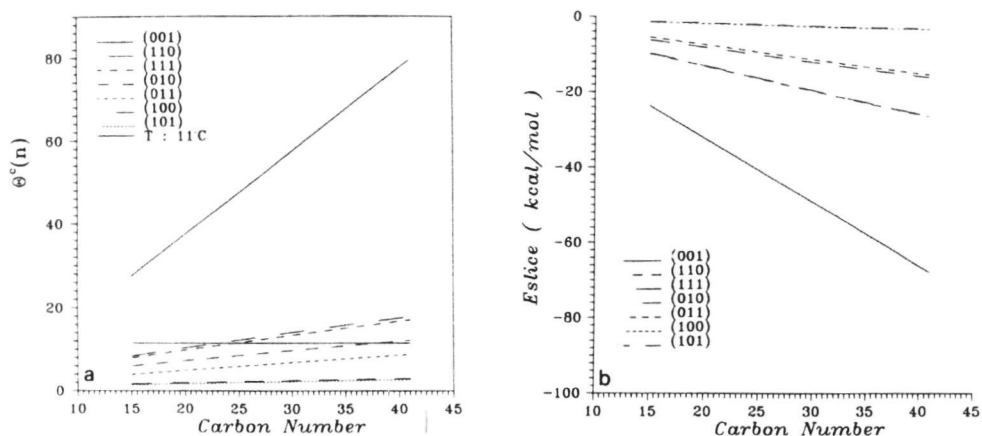 80
60
40
20
0
Θᶜ(n)
(001)
(110)
(111)
(010)
(011)
(100)
(101)
T : 11°C
a
10 15 20 25 30 35 40 45
Carbon Number
0
-20
-40
-60
-80
-100
Eslice ( kcal/mol )
(001)
(110)
(111)
(010)
(011)
(100)
(101)
b
10 15 20 25 30 35 40 45
Carbon Number